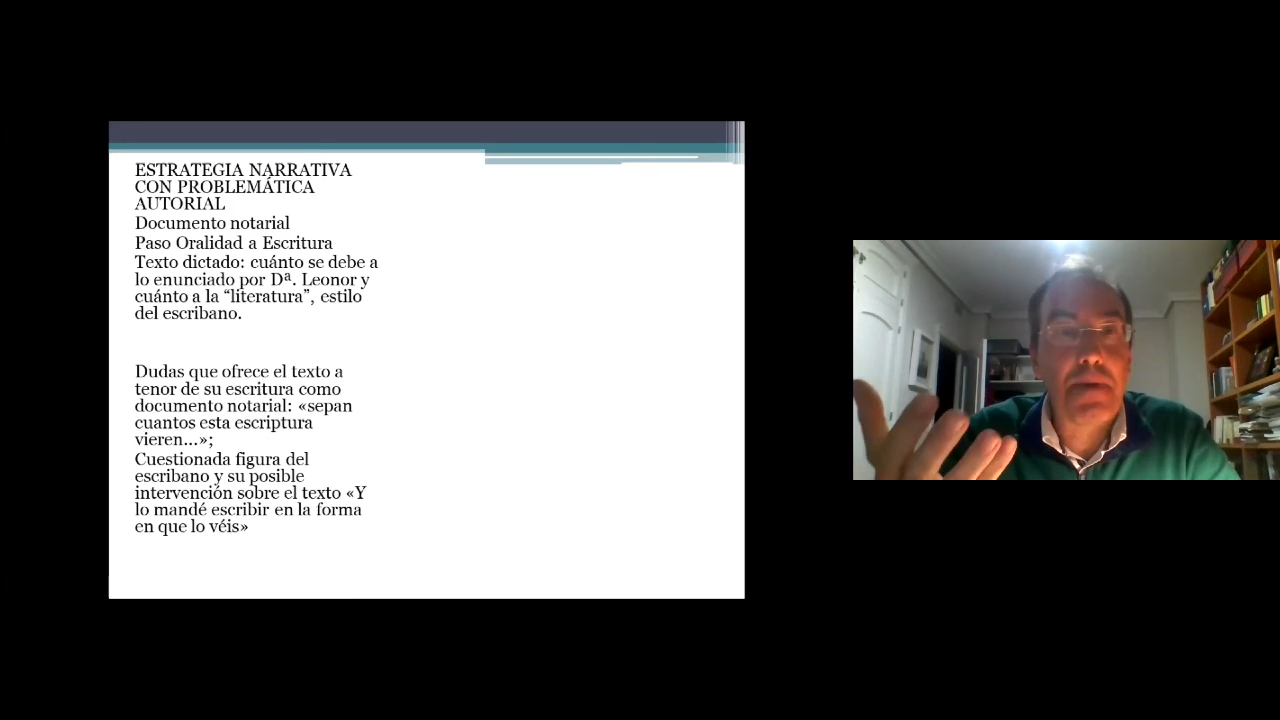 ESTRATEGIA NARRATIVA
CON PROBLEMÁTICA
AUTORIAL
Documento notarial
Paso Oralidad a Escritura
Texto dictado: cuánto se debe a
lo enunciado por Dª. Leonor y
cuánto a la “literatura”, estilo
del escribano.
Dudas que ofrece el texto a
tenor de su escritura como
documento notarial: «sepan
cuantos esta escriptura
vieren...»;
Cuestionada figura del
escribano y su posible
intervención sobre el texto «Y
lo mandé escribir en la forma
en que lo véis»